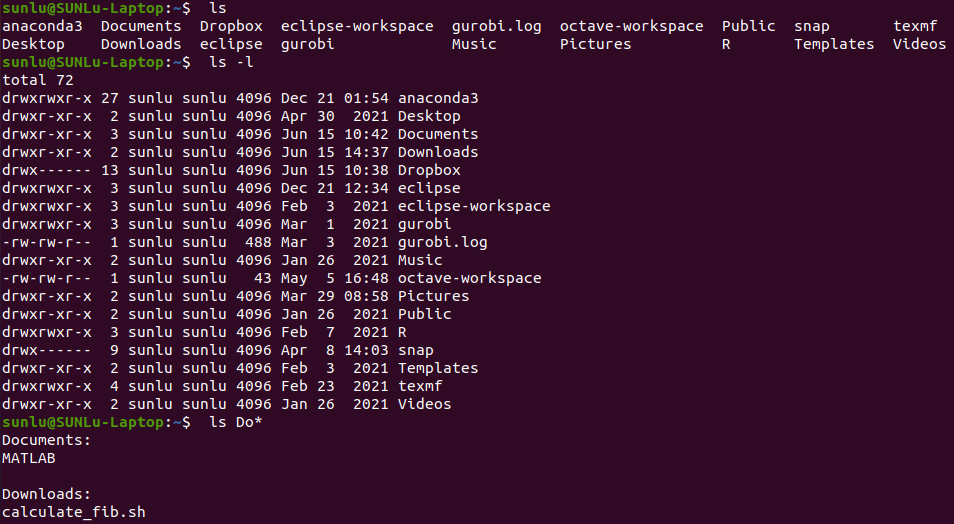 sunlu@SUNLu-Laptop:~$  ls
anaconda3  Documents  Dropbox  eclipse-workspace  gurobi.log  octave-workspace  Public  snap       texmf
Desktop    Downloads  eclipse  gurobi             Music       Pictures          R       Templates  Videos
sunlu@SUNLu-Laptop:~$  ls -l
total 72
drwxrwxr-x 27 sunlu sunlu 4096 Dec 21 01:54 anaconda3
drwxr-xr-x  2 sunlu sunlu 4096 Apr 30  2021 Desktop
drwxr-xr-x  3 sunlu sunlu 4096 Jun 15 10:42 Documents
drwxr-xr-x  2 sunlu sunlu 4096 Jun 15 14:37 Downloads
drwx------ 13 sunlu sunlu 4096 Jun 15 10:38 Dropbox
drwxrwxr-x  3 sunlu sunlu 4096 Dec 21 12:34 eclipse
drwxrwxr-x  3 sunlu sunlu 4096 Feb  3  2021 eclipse-workspace
drwxrwxr-x  3 sunlu sunlu 4096 Mar  1  2021 gurobi
-rw-rw-r--  1 sunlu sunlu  488 Mar  3  2021 gurobi.log
drwxr-xr-x  2 sunlu sunlu 4096 Jan 26  2021 Music
-rw-rw-r--  1 sunlu sunlu   43 May  5 16:48 octave-workspace
drwxr-xr-x  2 sunlu sunlu 4096 Mar 29 08:58 Pictures
drwxr-xr-x  2 sunlu sunlu 4096 Jan 26  2021 Public
drwxrwxr-x  3 sunlu sunlu 4096 Feb  7  2021 R
drwx------  9 sunlu sunlu 4096 Apr  8 14:03 snap
drwxr-xr-x  2 sunlu sunlu 4096 Feb  3  2021 Templates
drwxrwxr-x  4 sunlu sunlu 4096 Feb 23  2021 texmf
drwxr-xr-x  2 sunlu sunlu 4096 Jan 26  2021 Videos
sunlu@SUNLu-Laptop:~$  ls Do*
Documents:
MATLAB

Downloads:
calculate_fib.sh